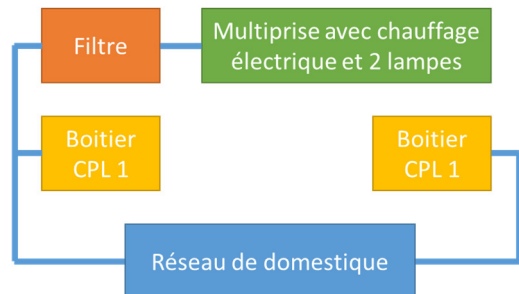 Filtre
Multiprise avec chauffage
électrique et 2 lampes
Boitier
CPL 1
Boitier
CPL 1
Réseau de domestique